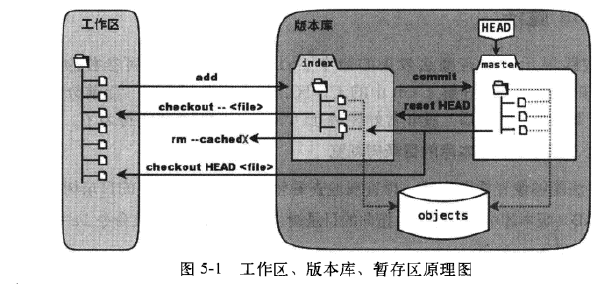 工作区
版本库
HEAD
index
master
add
commit
checkout -- <file>
reset HEAD
rm --cached
checkout HEAD <file>
objects
图 5-1 工作区、版本库、暂存区原理图